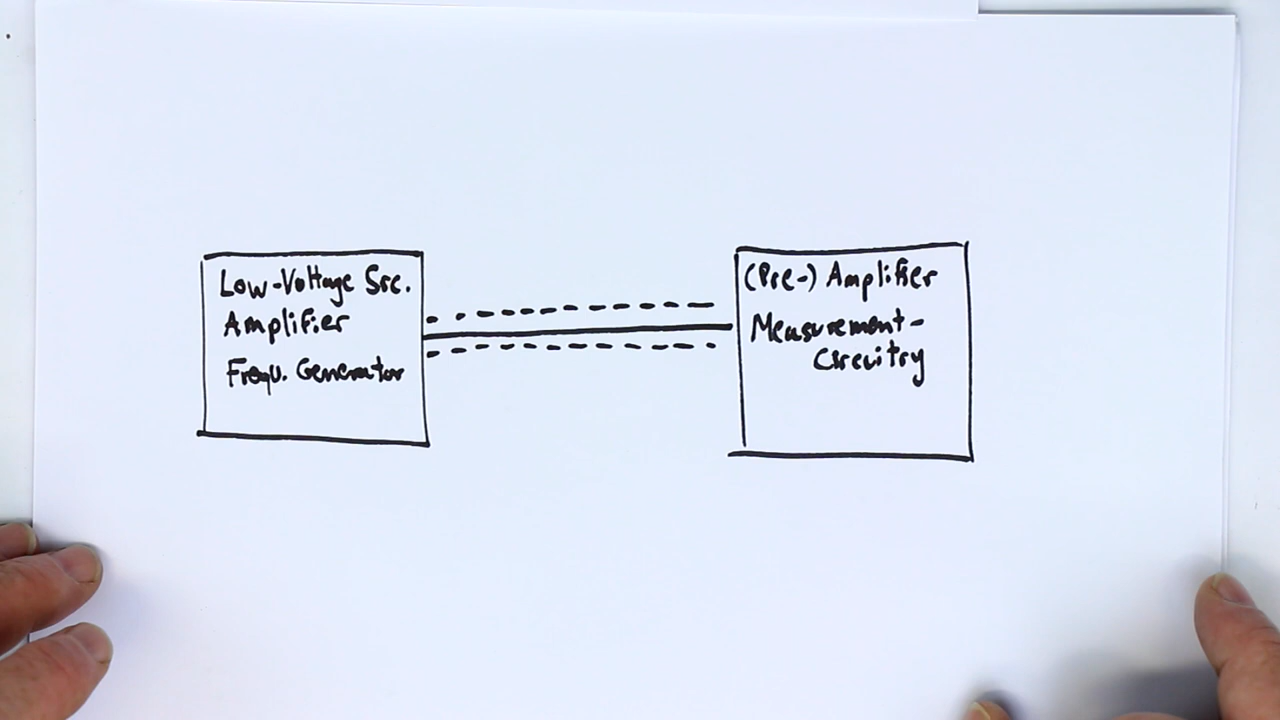 Low-Voltage Src.
Amplifier
Frequ. Generator
(Pre-) Amplifier
Measurement-
Circuitry